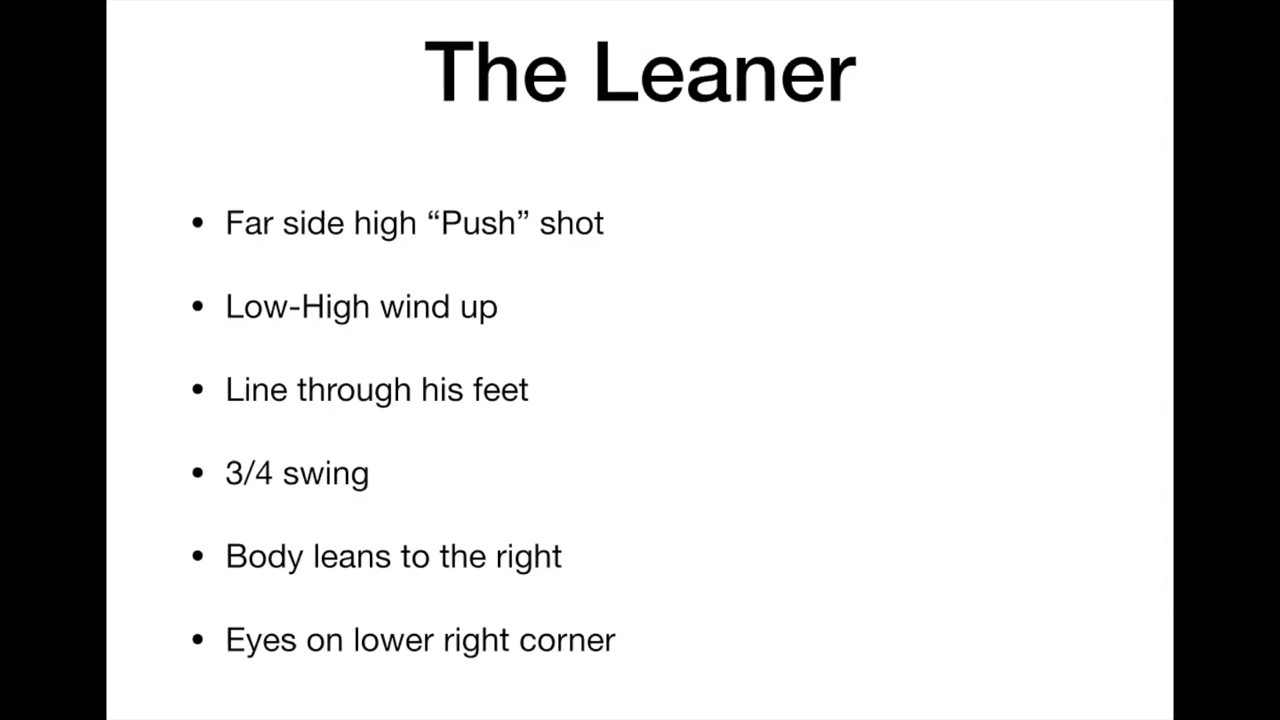 The Leaner
• Far side high “Push” shot
• Low-High wind up
• Line through his feet
• 3/4 swing
• Body leans to the right
• Eyes on lower right corner